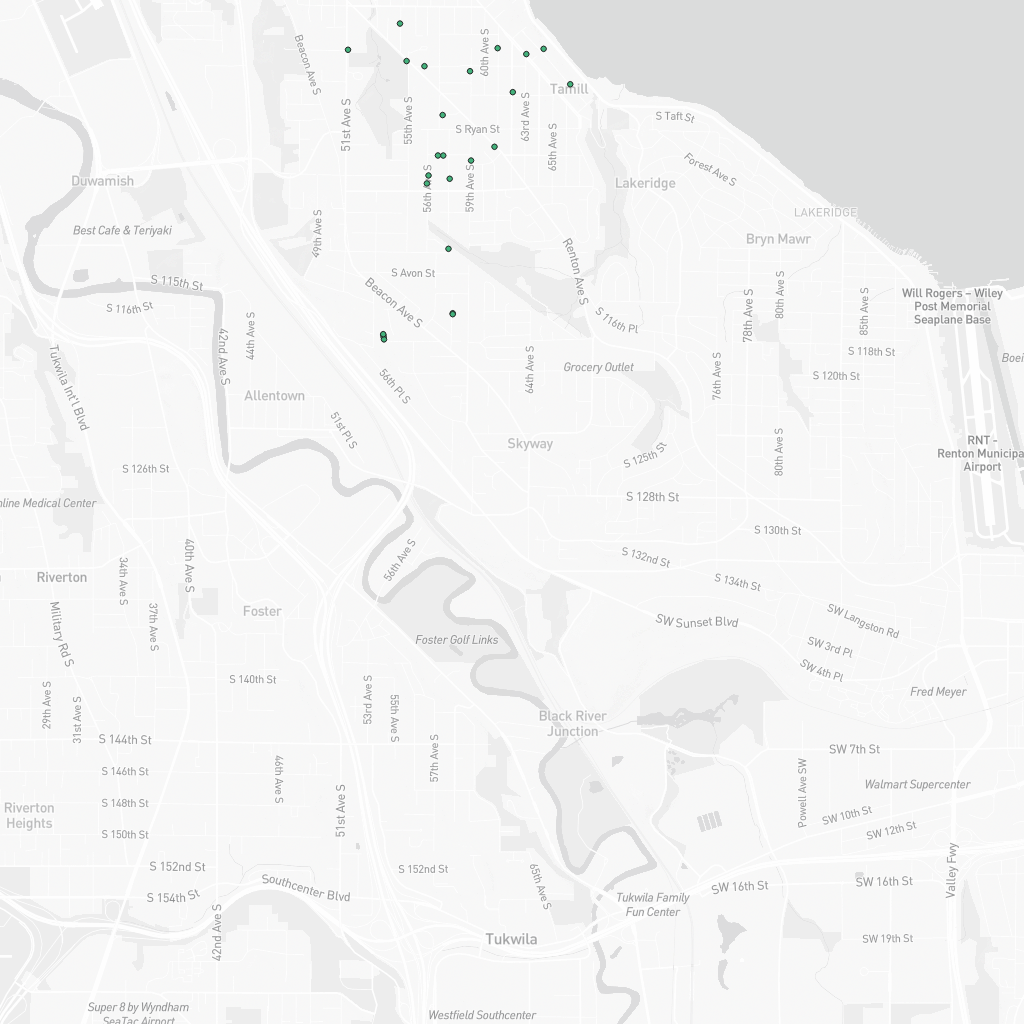 Beacon Ave S
60th Ave S
51st Ave S
55th Ave S
63rd Ave S
Taftill
S Taft St
S Ryan St
65th Ave S
Forest Ave S
Duwamish
56th Ave S
59th Ave S
Lakeridge
LAKERIDGE
Best Cafe & Teriyaki
49th Ave S
Bryn Mawr
Renton Ave S
S Avon St
S 115th St
Beacon Ave S
S 116th St
S 116th Pl
80th Ave S
78th Ave S
85th Ave S
Will Rogers – Wiley
Post Memorial
Seaplane Base
44th Ave S
42nd Ave S
Tukwila Int'l Blvd
S 118th St
Boei
Grocery Outlet
64th Ave S
76th Ave S
S 120th St
56th Pl S
Allentown
51st Pl S
Skyway
80th Ave S
RNT -
Renton Municipa
Airport
S 125th St
S 126th St
nline Medical Center
S 128th St
S 130th St
56th Ave S
S 132nd St
40th Ave S
34th Ave S
Riverton
S 134th St
37th Ave S
Foster
Military Rd S
SW Sunset Blvd
SW Langston Rd
Foster Golf Links
SW 3rd Pl
SW 4th Pl
S 140th St
29th Ave S
31st Ave S
53rd Ave S
55th Ave S
Fred Meyer
Black River
Junction
S 144th St
57th Ave S
SW 7th St
S 146th St
46th Ave S
Powell Ave SW
Walmart Supercenter
S 148th St
Riverton
Heights
51st Ave S
SW 10th St
S 150th St
SW 12th St
S 152nd St
S 152nd St
Valley Fwy
S 154th St
Southcenter Blvd
65th Ave S
SW 16th St
SW 16th St
Tukwila Family
Fun Center
42nd Ave S
Tukwila
SW 19th St
Super 8 by Wyndham
SeaTac Airport
Westfield Southcenter